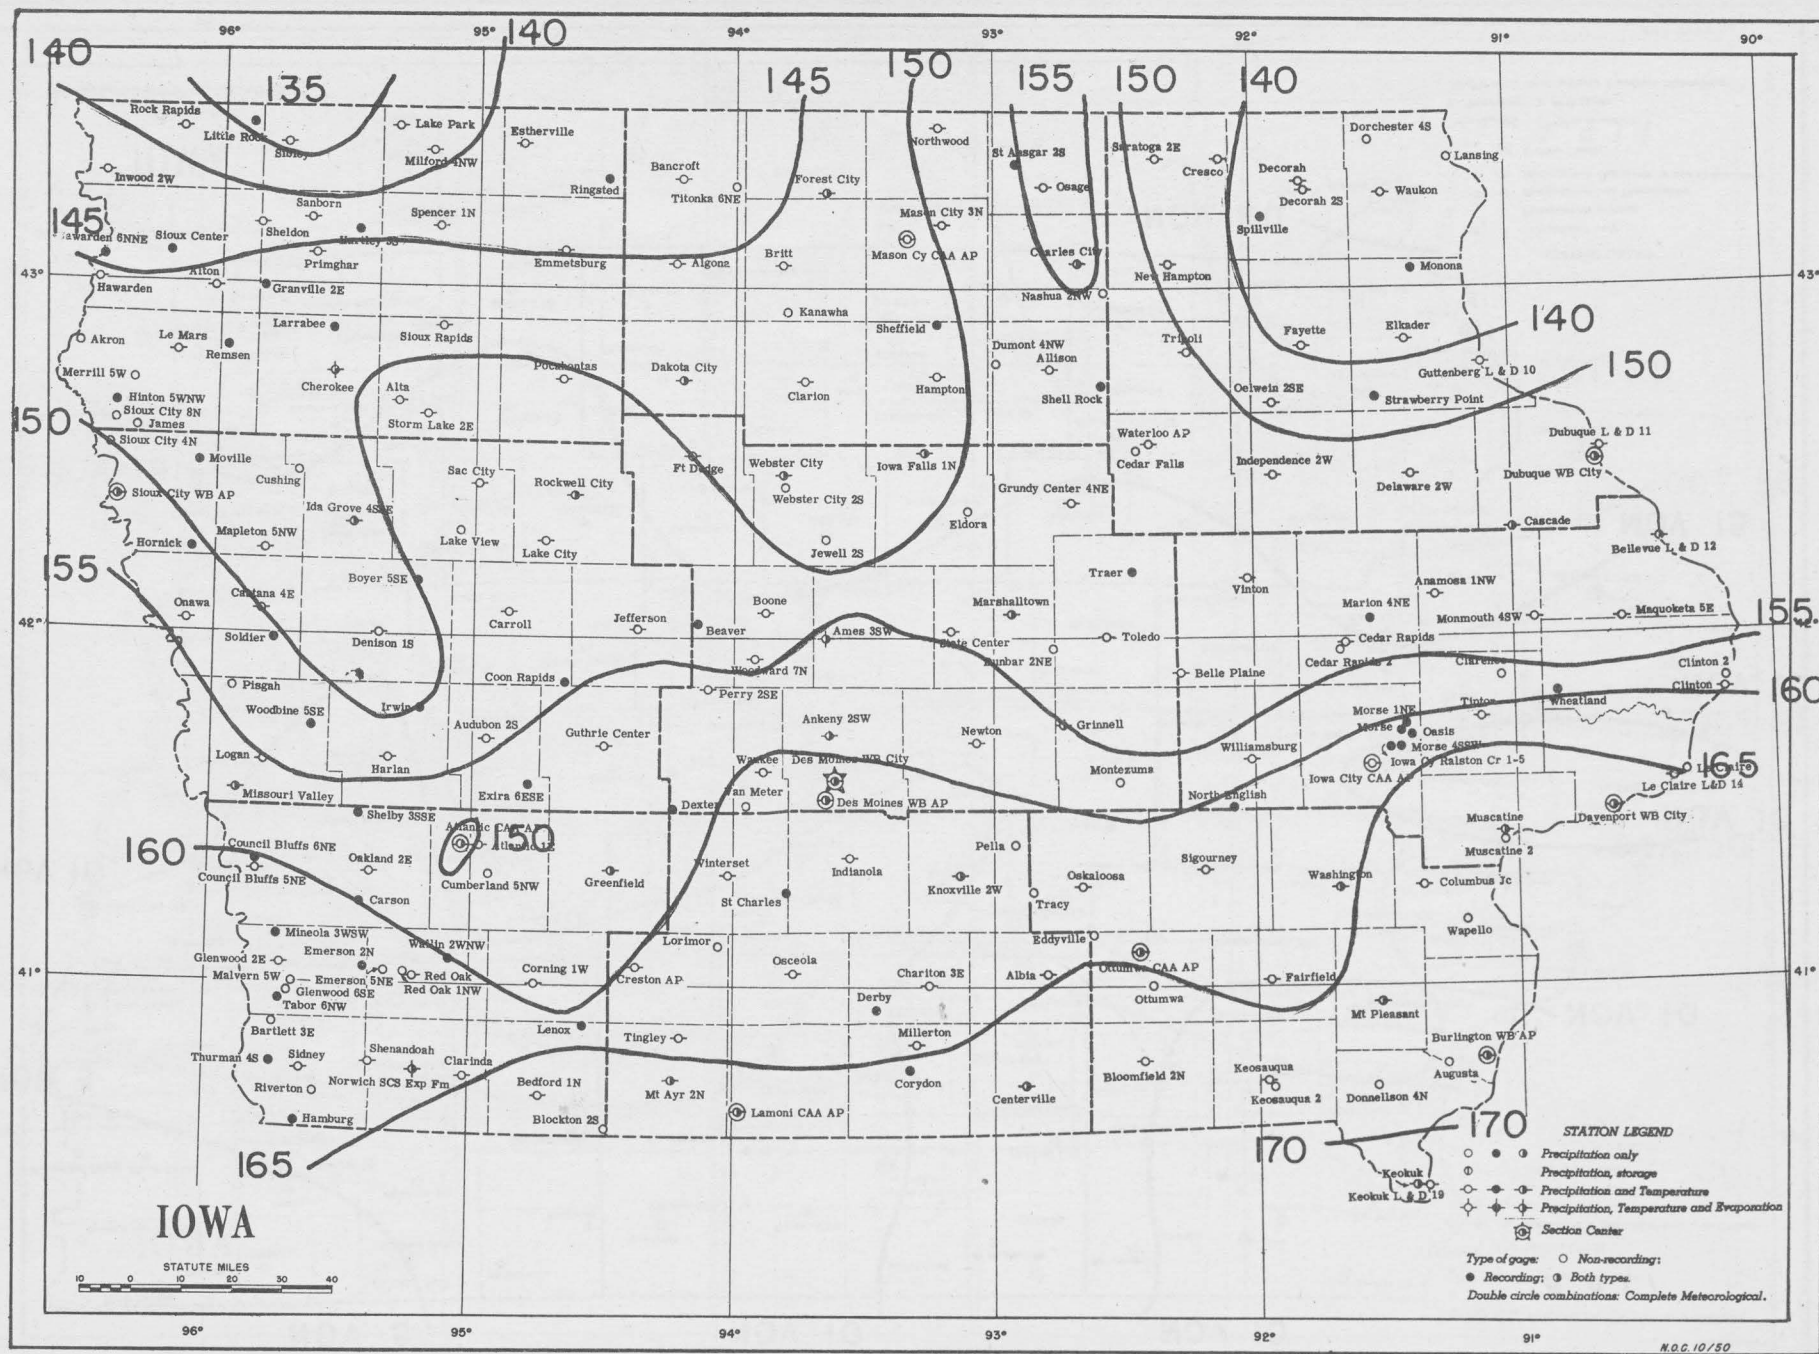 96°
95°
94°
93°
92°
91°
90°
140
140
135
145
150
155
150
140
Rock Rapids
Little Rock
Sibley
Lake Park
Milford 4NW
Estherville
Inwood 2W
Ringsted
Bancroft
Titonka 6NE
Forest City
Northwood
St Ansgar 2S
Osage
Saratoga 2E
Cresco
Decorah
Decorah 2S
Dorchester 4S
Lansing
Waukon
Spillville
Sanborn
Spencer 1N
Sheldon
Hartley 3S
Primghar
Emmetsburg
Algona
Britt
Mason City 3N
Mason Cy CAA AP
Charles City
Nashua 2NW
New Hampton
Monona
145
Sioux Center
Hawarden
Alton
Granville 2E
43°
43°
Akron
Le Mars
Remsen
Larrabee
Sioux Rapids
Cherokee
Kanawha
Sheffield
Dumont 4NW
Allison
Tripoli
Fayette
Elkader
140
150
Merrill 5W
Hinton 5WNW
Sioux City 8N
James
Sioux City 4N
150
Alta
Storm Lake 2E
Pocahontas
Dakota City
Clarion
Hampton
Shell Rock
Oelwein 2SE
Strawberry Point
Guttenberg L & D 10
Dubuque L & D 11
Dubuque WB City
Moville
Cushing
Sioux City WB AP
Ida Grove 4SSE
Sac City
Rockwell City
Ft Dodge
Webster City
Webster City 2S
Iowa Falls 1N
Waterloo AP
Cedar Falls
Independence 2W
Delaware 2W
Grundy Center 4NE
Eldora
Cascade
Hornick
Mapleton 5NW
Lake View
Lake City
Jewell 2S
Bellevue L & D 12
155
Boyer 5SE
Traer
Vinton
Anamosa 1NW
Onawa
Castana 4E
Soldier
Denison 1S
Carroll
Jefferson
Beaver
Boone
Ames 3SW
Marshalltown
State Center
Dunbar 2NE
Toledo
Marion 4NE
Cedar Rapids
Cedar Rapids 2
Monmouth 4SW
Maquoketa 5E
155
42°
Pisgah
Woodbine 5SE
Irwin
Coon Rapids
Woodward 7N
Perry 2SE
Belle Plaine
Clarence
Clinton 2
Clinton
160
Logan
Harlan
Audubon 2S
Guthrie Center
Ankeny 2SW
Newton
Grinnell
Williamsburg
Morse 1NE
Morse
Oasis
Morse 4SSW
Tipton
Wheatland
Missouri Valley
Exira 6ESE
Waukee
Des Moines WB City
Van Meter
Des Moines WB AP
Montezuma
North English
Iowa City CAA AP
Iowa Cy Ralston Cr 1-5
Le Claire
165
Le Claire L&D 14
Davenport WB City
Dexter
Shelby 3SSE
160
Council Bluffs 6NE
Council Bluffs 5NE
Oakland 2E
Atlantic CAA AP
Atlantic 1E
150
Cumberland 5NW
Greenfield
Winterset
St Charles
Indianola
Knoxville 2W
Pella
Tracy
Oskaloosa
Sigourney
Washington
Muscatine
Muscatine 2
Columbus Jc
Carson
Mineola 3WSW
Emerson 2N
Wallin 2WNW
Lorimor
Osceola
Chariton 3E
Albia
Eddyville
Ottumwa CAA AP
Ottumwa
Fairfield
Wapello
Glenwood 2E
Malvern 5W
Emerson 5NE
Red Oak
Red Oak 1NW
Glenwood 6SE
Tabor 6NW
Corning 1W
Creston AP
41°
41°
Bartlett 3E
Lenox
Tingley
Derby
Millerton
Mt Pleasant
Thurman 4S
Sidney
Shenandoah
Clarinda
Riverton
Norwich SCS Exp Fm
Bedford 1N
Mt Ayr 2N
Corydon
Centerville
Bloomfield 2N
Keosauqua
Keosauqua 2
Donnellson 4N
Burlington WB AP
Augusta
Hamburg
Blockton 2S
Lamoni CAA AP
165
170
170
Keokuk
Keokuk L & D 19
STATION LEGEND
Precipitation only
Precipitation, storage
Precipitation and Temperature
Precipitation, Temperature and Evaporation
Section Center
Type of gage: Non-recording;
Recording; Both types.
Double circle combinations: Complete Meteorological.
IOWA
STATUTE MILES
10 0 10 20 30 40
96°
95°
94°
93°
92°
91°
N.O.C. 10/50